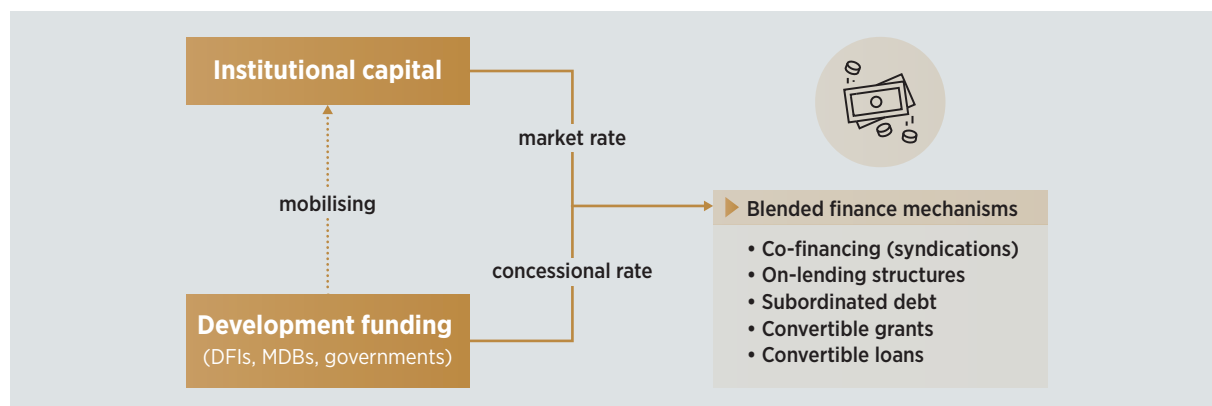 Institutional capital
market rate
mobilising
concessional rate
Development funding
(DFIs, MDBs, governments)
Blended finance mechanisms
• Co-financing (syndications)
• On-lending structures
• Subordinated debt
• Convertible grants
• Convertible loans